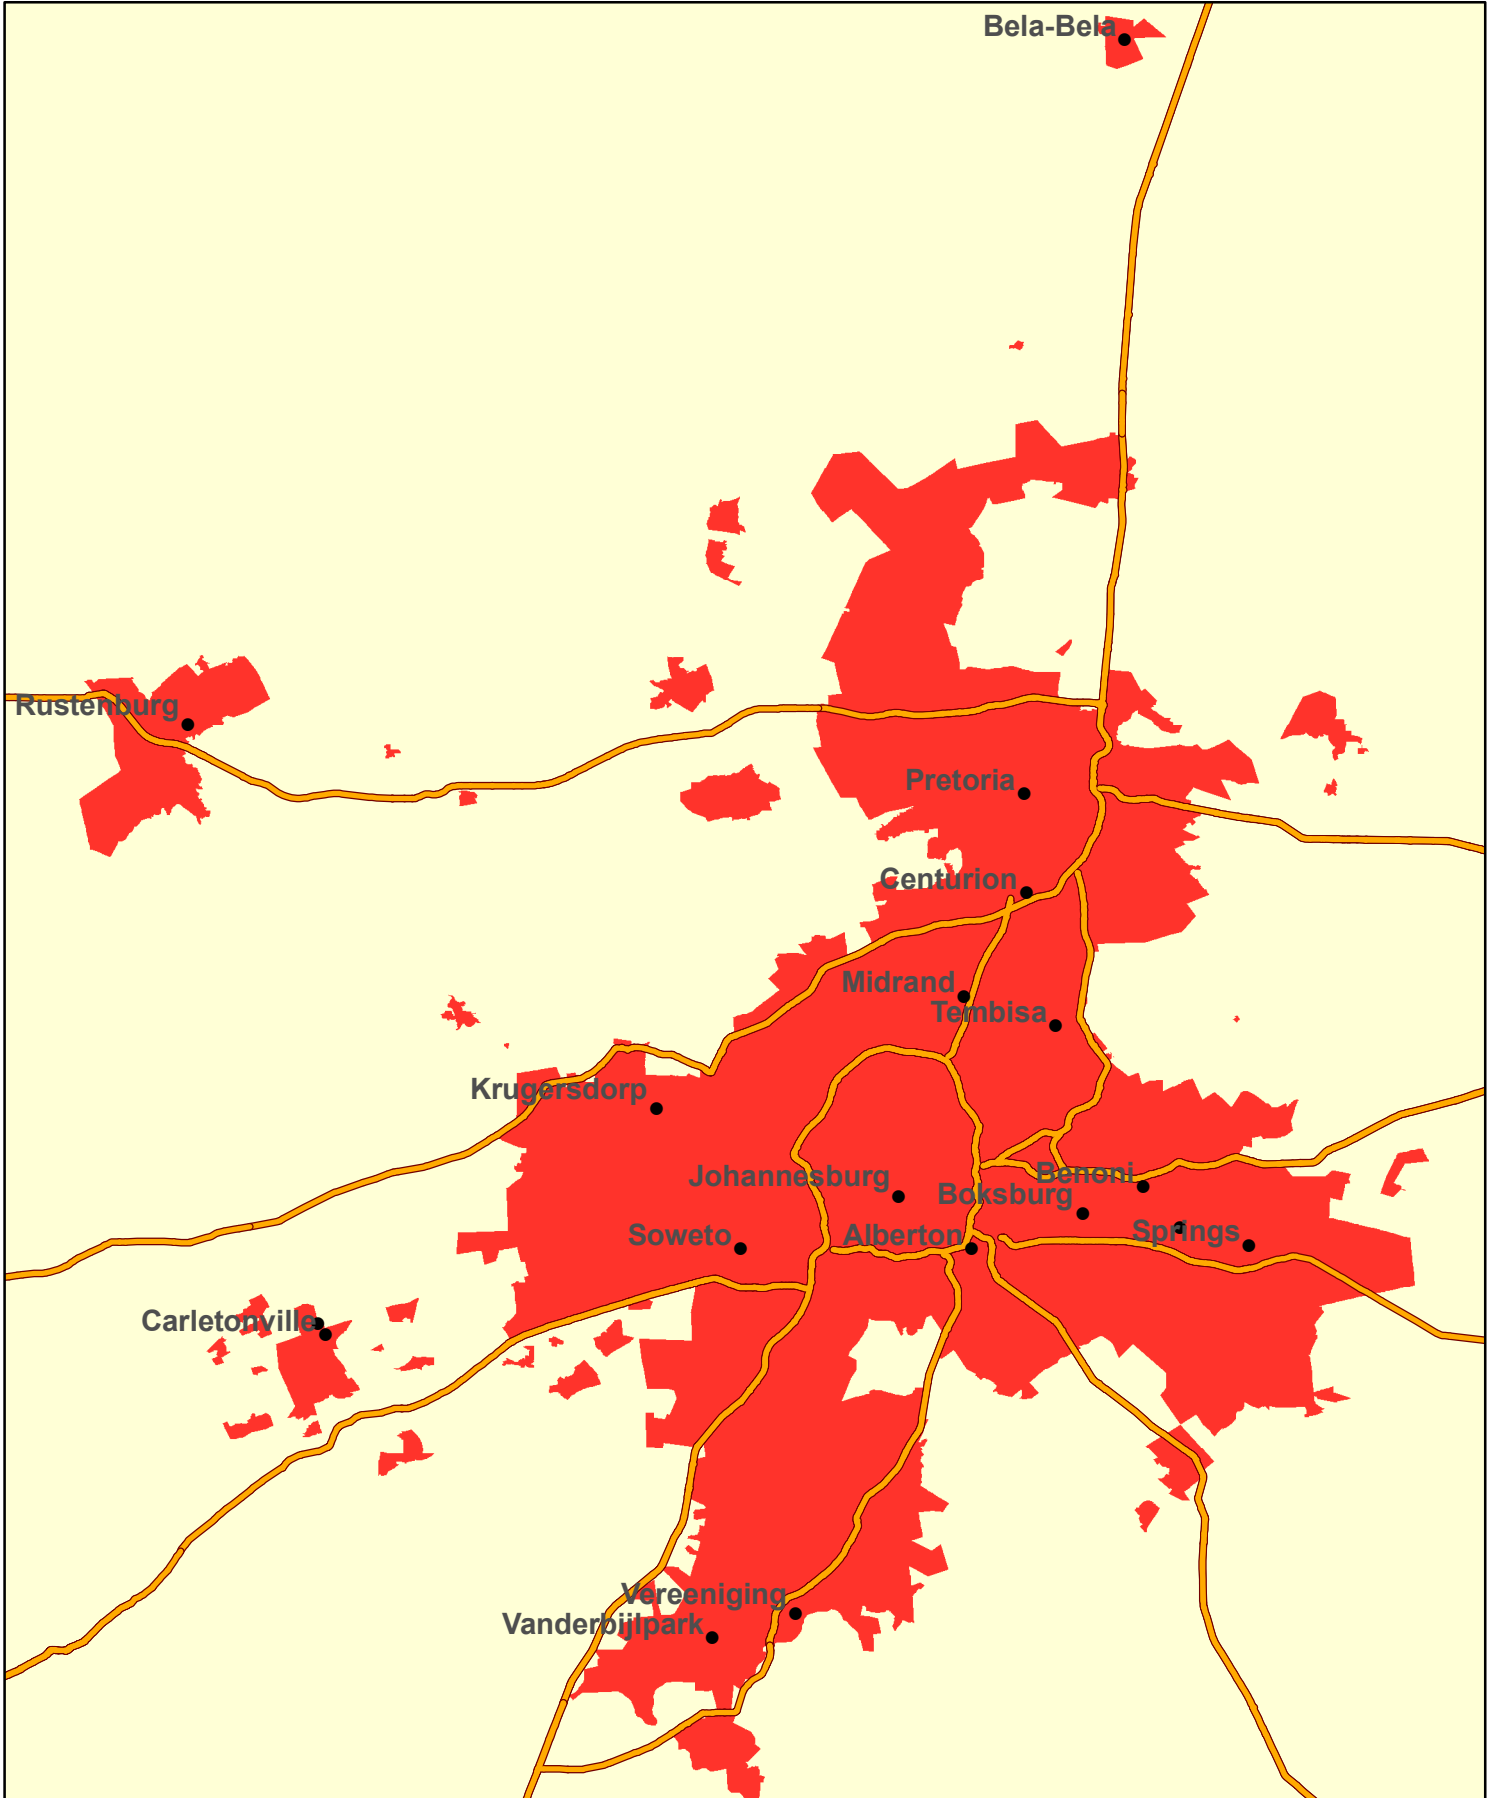 Bela-Bela
Rustenburg
Pretoria
Centurion
Midrand
Tembisa
Krugersdorp
Johannesburg
Benoni
Boksburg
Soweto
Alberton
Springs
Carletonville
Vereeniging
Vanderbijlpark